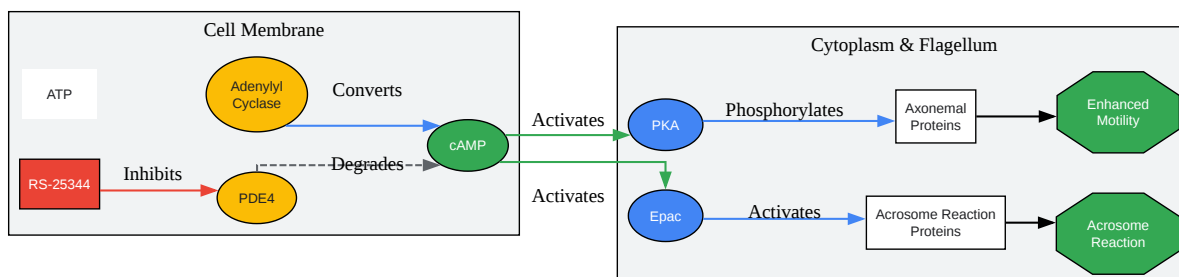 Cell Membrane
ATP
Adenylyl
Cyclase
Converts
cAMP
RS-25344
Inhibits
PDE4
Degrades
Activates
Activates
Cytoplasm & Flagellum
PKA
Phosphorylates
Axonemal
Proteins
Enhanced
Motility
Epac
Activates
Acrosome Reaction
Proteins
Acrosome
Reaction